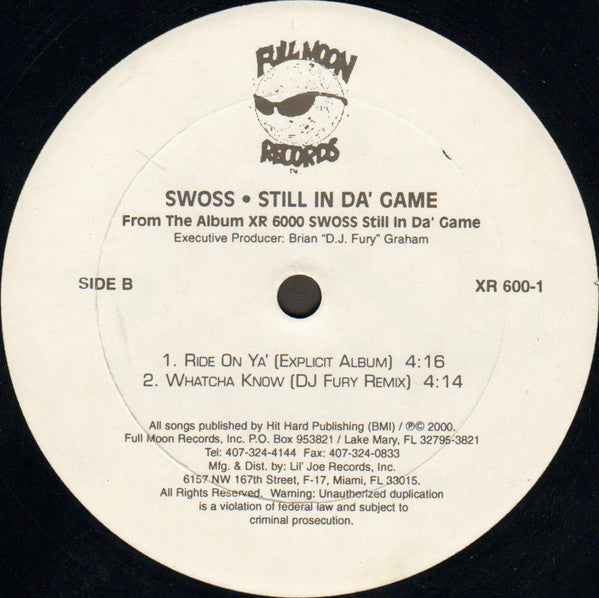 FULL MOON
RECORDS
TM
SWOSS • STILL IN DA' GAME
From The Album XR 6000 SWOSS Still In Da' Game
Executive Producer: Brian "D.J. Fury" Graham
SIDE B
XR 600-1
1. RIDE ON YA' (EXPLICIT ALBUM) 4:16
2. WHATCHA KNOW (DJ FURY REMIX) 4:14
All songs published by Hit Hard Publishing (BMI) / ℗© 2000.
Full Moon Records, Inc. P.O. Box 953821 / Lake Mary, FL 32795-3821
Tel: 407-324-4144 Fax: 407-324-0833
Mfg. & Dist. by: Lil' Joe Records, Inc.
6157 NW 167th Street, F-17, Miami, FL 33015.
All Rights Reserved. Warning: Unauthorized duplication
is a violation of federal law and subject to
criminal prosecution.